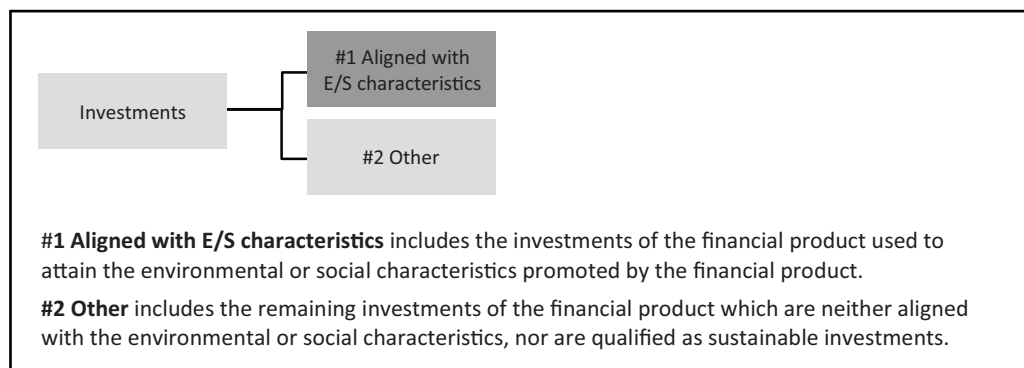 #1 Aligned with
E/S characteristics
Investments
#2 Other
#1 Aligned with E/S characteristics includes the investments of the financial product used to
attain the environmental or social characteristics promoted by the financial product.
#2 Other includes the remaining investments of the financial product which are neither aligned
with the environmental or social characteristics, nor are qualified as sustainable investments.